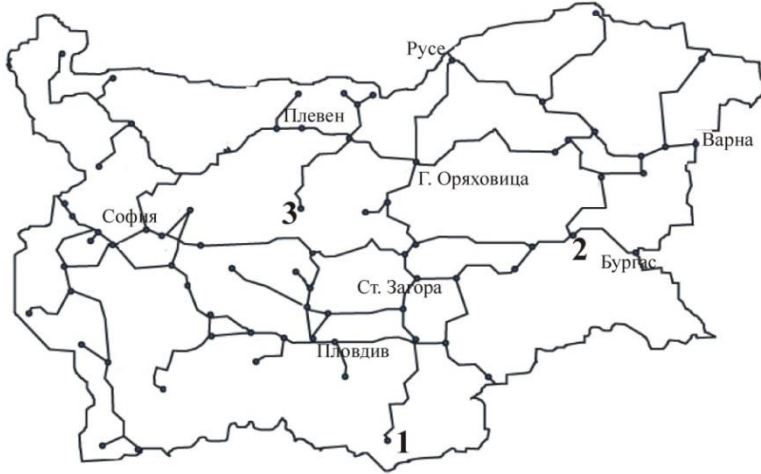 Русе
Плевен
Варна
Г. Оряховица
София
3
2
Бургас
Ст. Загора
Пловдив
1